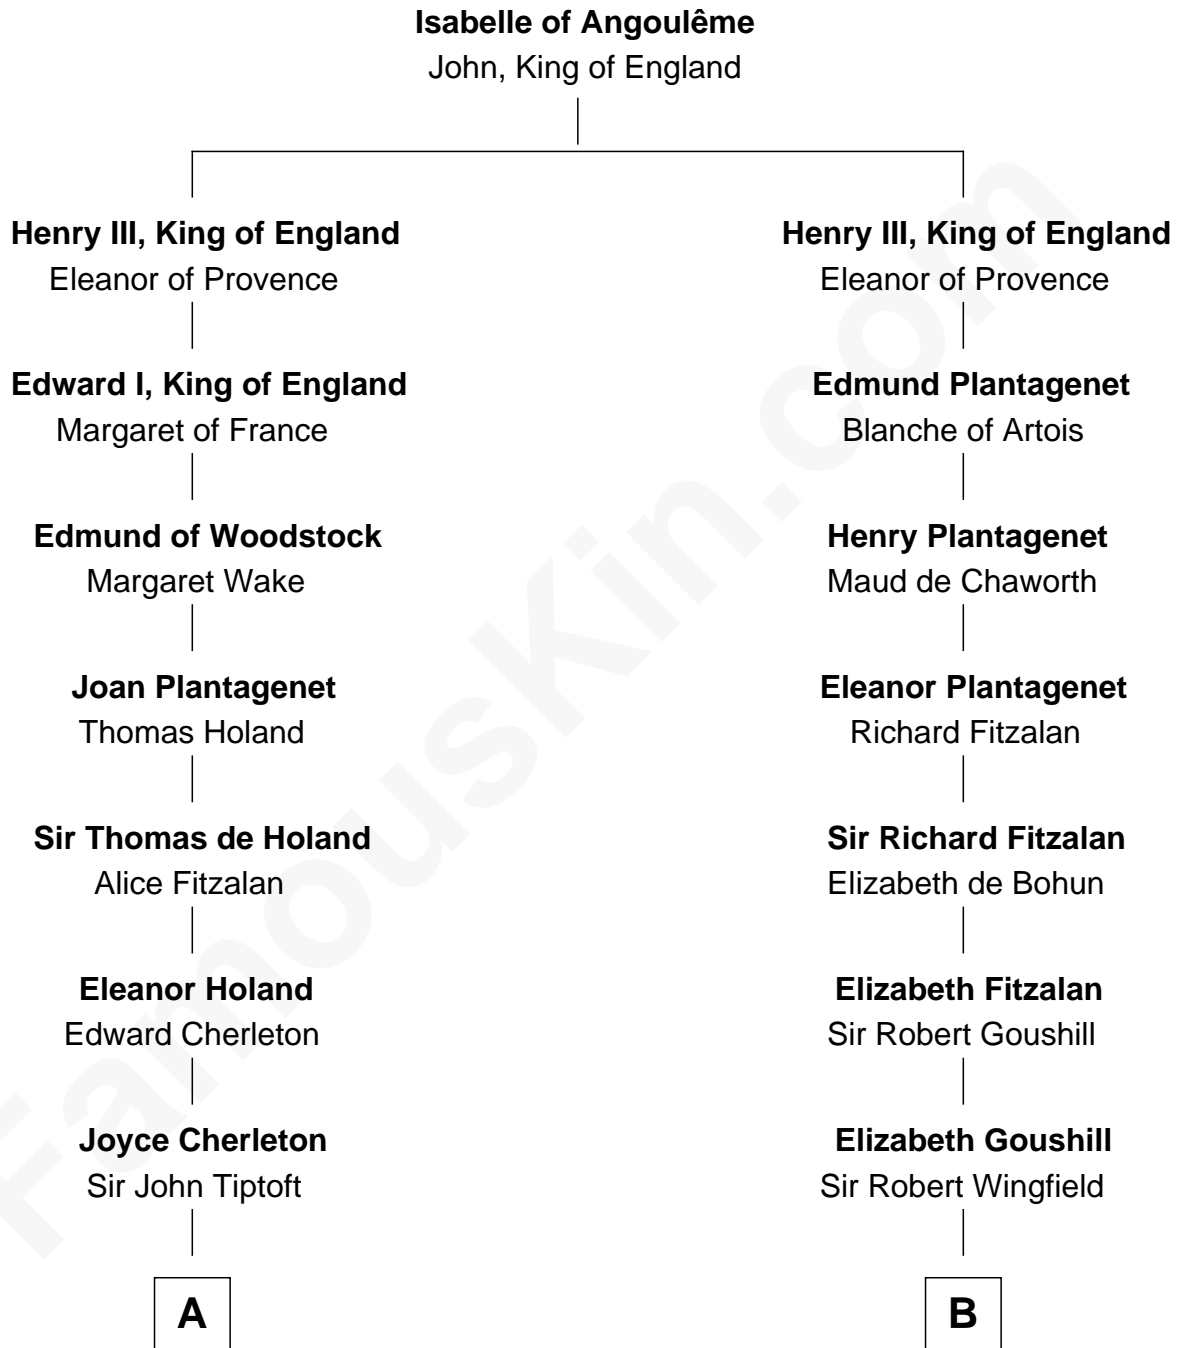 Isabelle of Angoulême
John, King of England
Henry III, King of England
Eleanor of Provence
Henry III, King of England
Eleanor of Provence
Edward I, King of England
Margaret of France
Edmund Plantagenet
Blanche of Artois
Edmund of Woodstock
Margaret Wake
Henry Plantagenet
Maud de Chaworth
Joan Plantagenet
Thomas Holand
Eleanor Plantagenet
Richard Fitzalan
Sir Thomas de Holand
Alice Fitzalan
Sir Richard Fitzalan
Elizabeth de Bohun
Eleanor Holand
Edward Cherleton
Elizabeth Fitzalan
Sir Robert Goushill
Joyce Cherleton
Sir John Tiptoft
Elizabeth Goushill
Sir Robert Wingfield
A
B
FamousKin.com